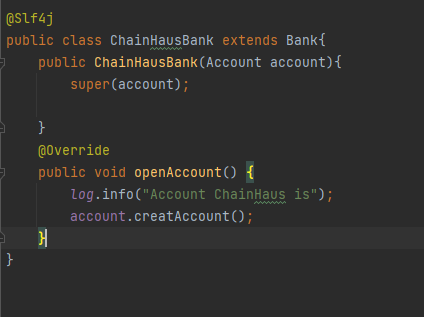 @Slf4j
public class ChainHausBank extends Bank{
    public ChainHausBank(Account account){
        super(account);

    }
    @Override
    public void openAccount() {
        log.info("Account ChainHaus is");
        account.creatAccount();
    }
}